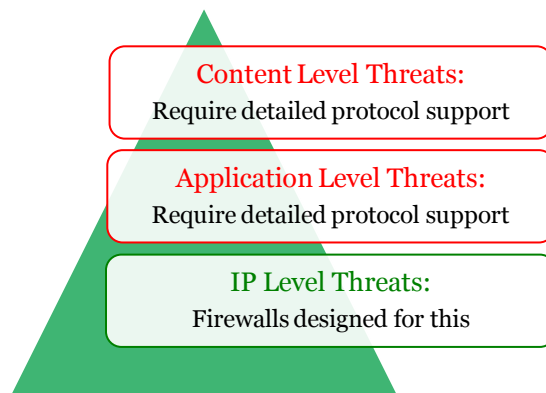 Content Level Threats:
Require detailed protocol support
Application Level Threats:
Require detailed protocol support
IP Level Threats:
Firewalls designed for this